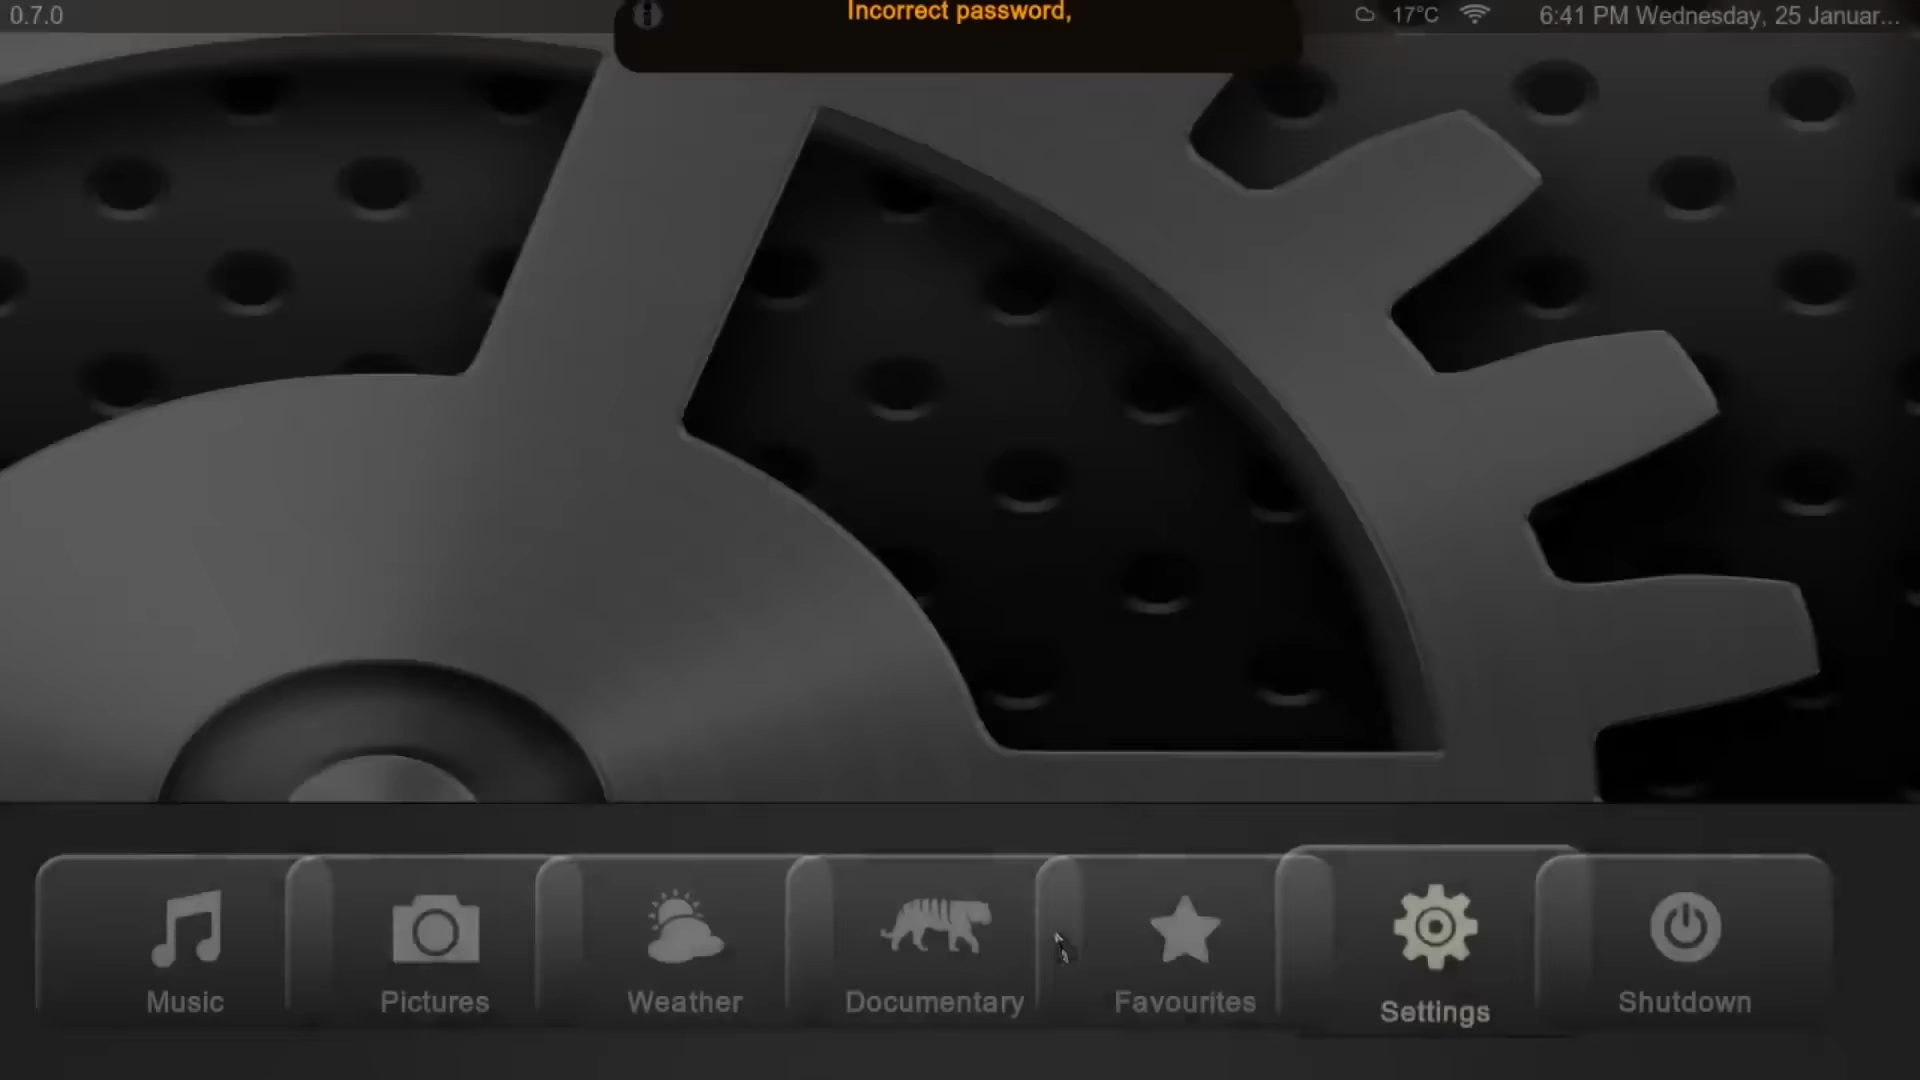 0.7.0
Incorrect password,
17°C
6:41 PM Wednesday, 25 Januar...
Music
Pictures
Weather
Documentary
Favourites
Settings
Shutdown